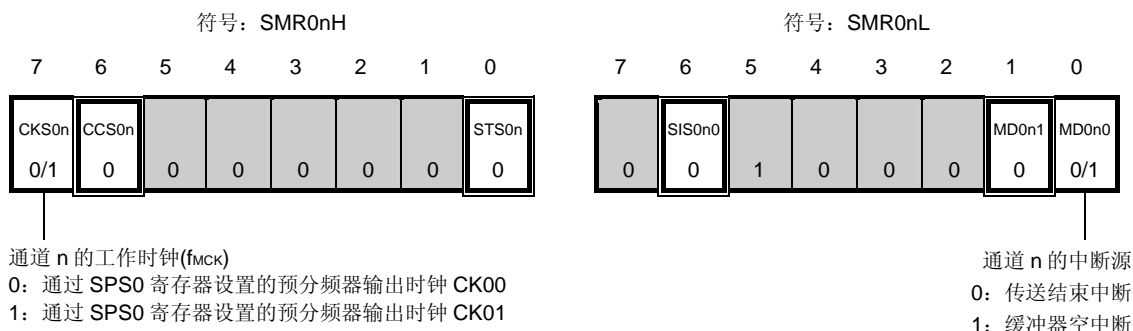 符号：SMR0nH
7 6 5 4 3 2 1 0
CKS0n CCS0n STS0n
0/1 0 0 0 0 0 0 0
通道 n 的工作时钟(fMCK)
0：通过 SPS0 寄存器设置的预分频器输出时钟 CK00
1：通过 SPS0 寄存器设置的预分频器输出时钟 CK01
符号：SMR0nL
7 6 5 4 3 2 1 0
SIS0n0 MD0n1 MD0n0
0 0 1 0 0 0 0 0/1
通道 n 的中断源
0：传送结束中断
1：缓冲器空中断